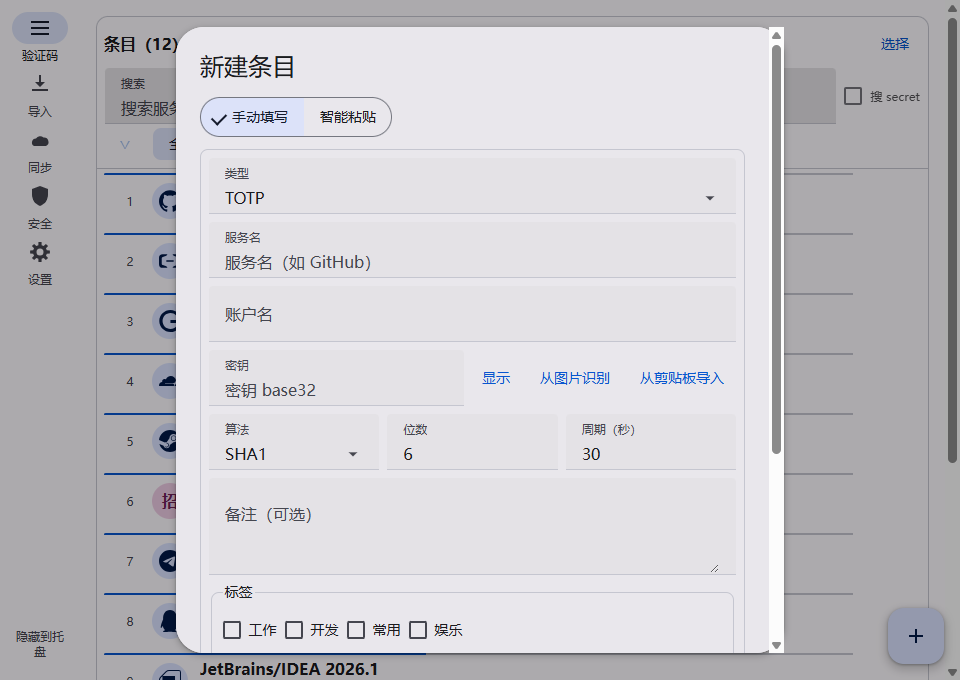 验证码
导入
同步
安全
设置
隐藏到托
盘
条目（12）
选择
搜索
搜索服务
搜 secret
1
2
3
4
5
6
招
7
8
JetBrains/IDEA 2026.1
新建条目
手动填写
智能粘贴
类型
TOTP
服务名
服务名（如 GitHub）
账户名
密钥
密钥 base32
显示
从图片识别
从剪贴板导入
算法
SHA1
位数
6
周期（秒）
30
备注（可选）
标签
工作
开发
常用
娱乐